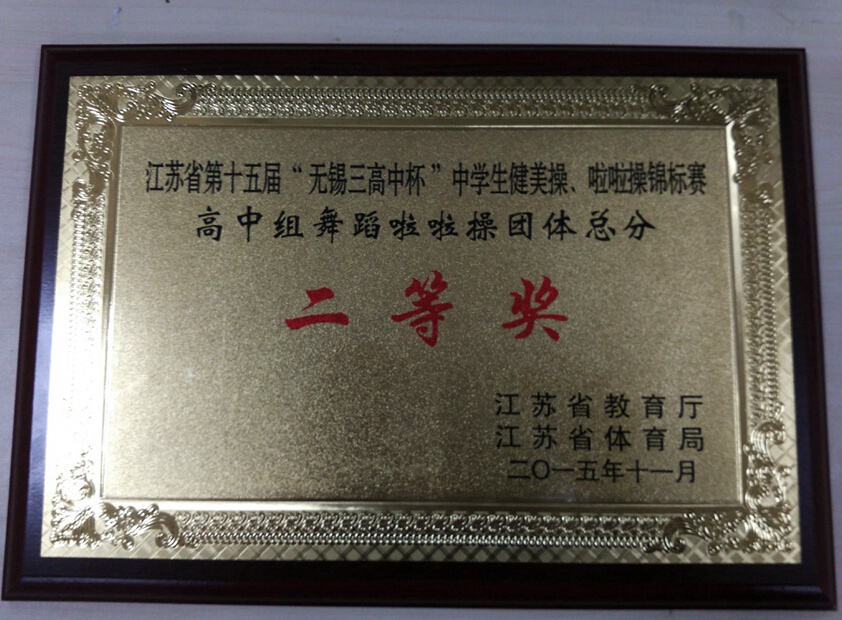 江苏省第十五届“无锡三高中杯”中学生健美操、啦啦操锦标赛
高中组舞蹈啦啦操团体总分
二等奖
江苏省教育厅
江苏省体育局
二〇一五年十一月